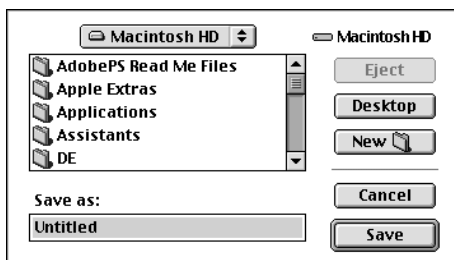 Macintosh HD
Macintosh HD
AdobePS Read Me Files
Apple Extras
Applications
Assistants
DE
Eject
Desktop
New
Save as:
Untitled
Cancel
Save